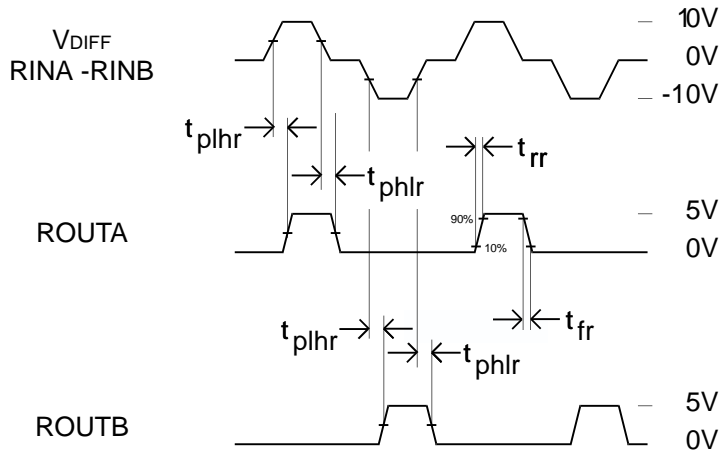 VDIFF
RINA -RINB
10V
0V
-10V
tplhr
tphlr
trr
ROUTA
90%
10%
5V
0V
tplhr
tphlr
tfr
ROUTB
5V
0V